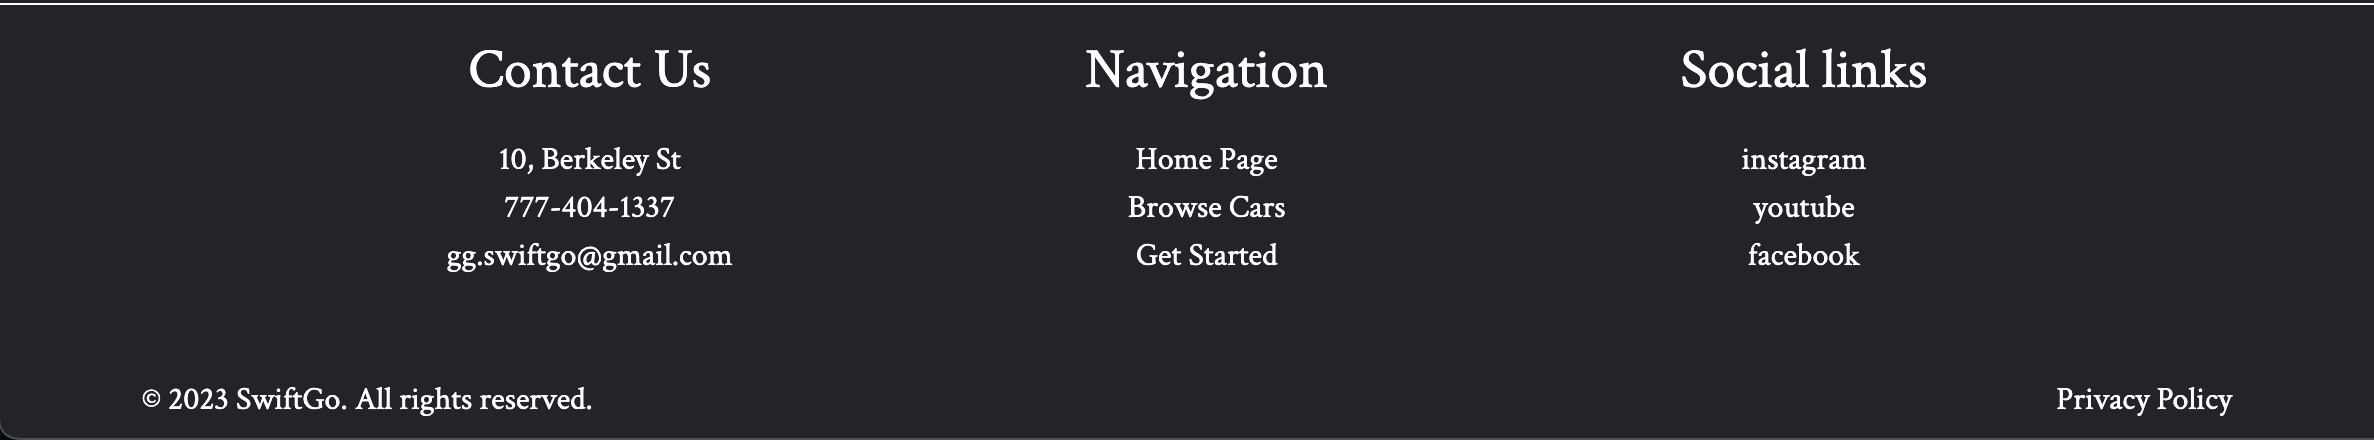 Contact Us
10, Berkeley St
777-404-1337
gg.swiftgo@gmail.com
Navigation
Home Page
Browse Cars
Get Started
Social links
instagram
youtube
facebook
© 2023 SwiftGo. All rights reserved.
Privacy Policy